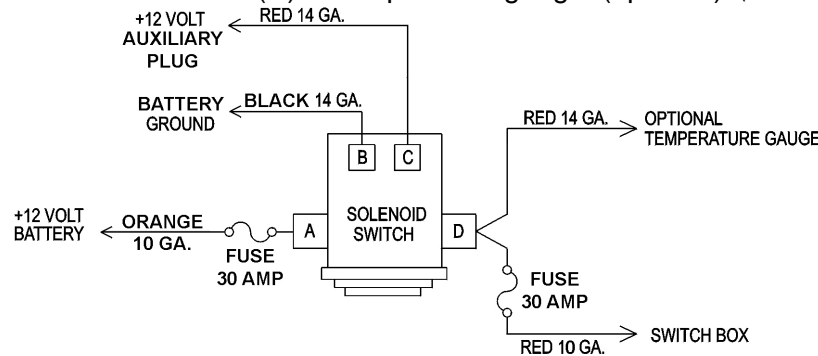 +12 VOLT
AUXILIARY
PLUG
RED 14 GA.
BATTERY
GROUND
BLACK 14 GA.
B
C
RED 14 GA.
OPTIONAL
TEMPERATURE GAUGE
+12 VOLT
BATTERY
ORANGE
10 GA.
FUSE
30 AMP
A
SOLENOID
SWITCH
D
FUSE
30 AMP
RED 10 GA.
SWITCH BOX